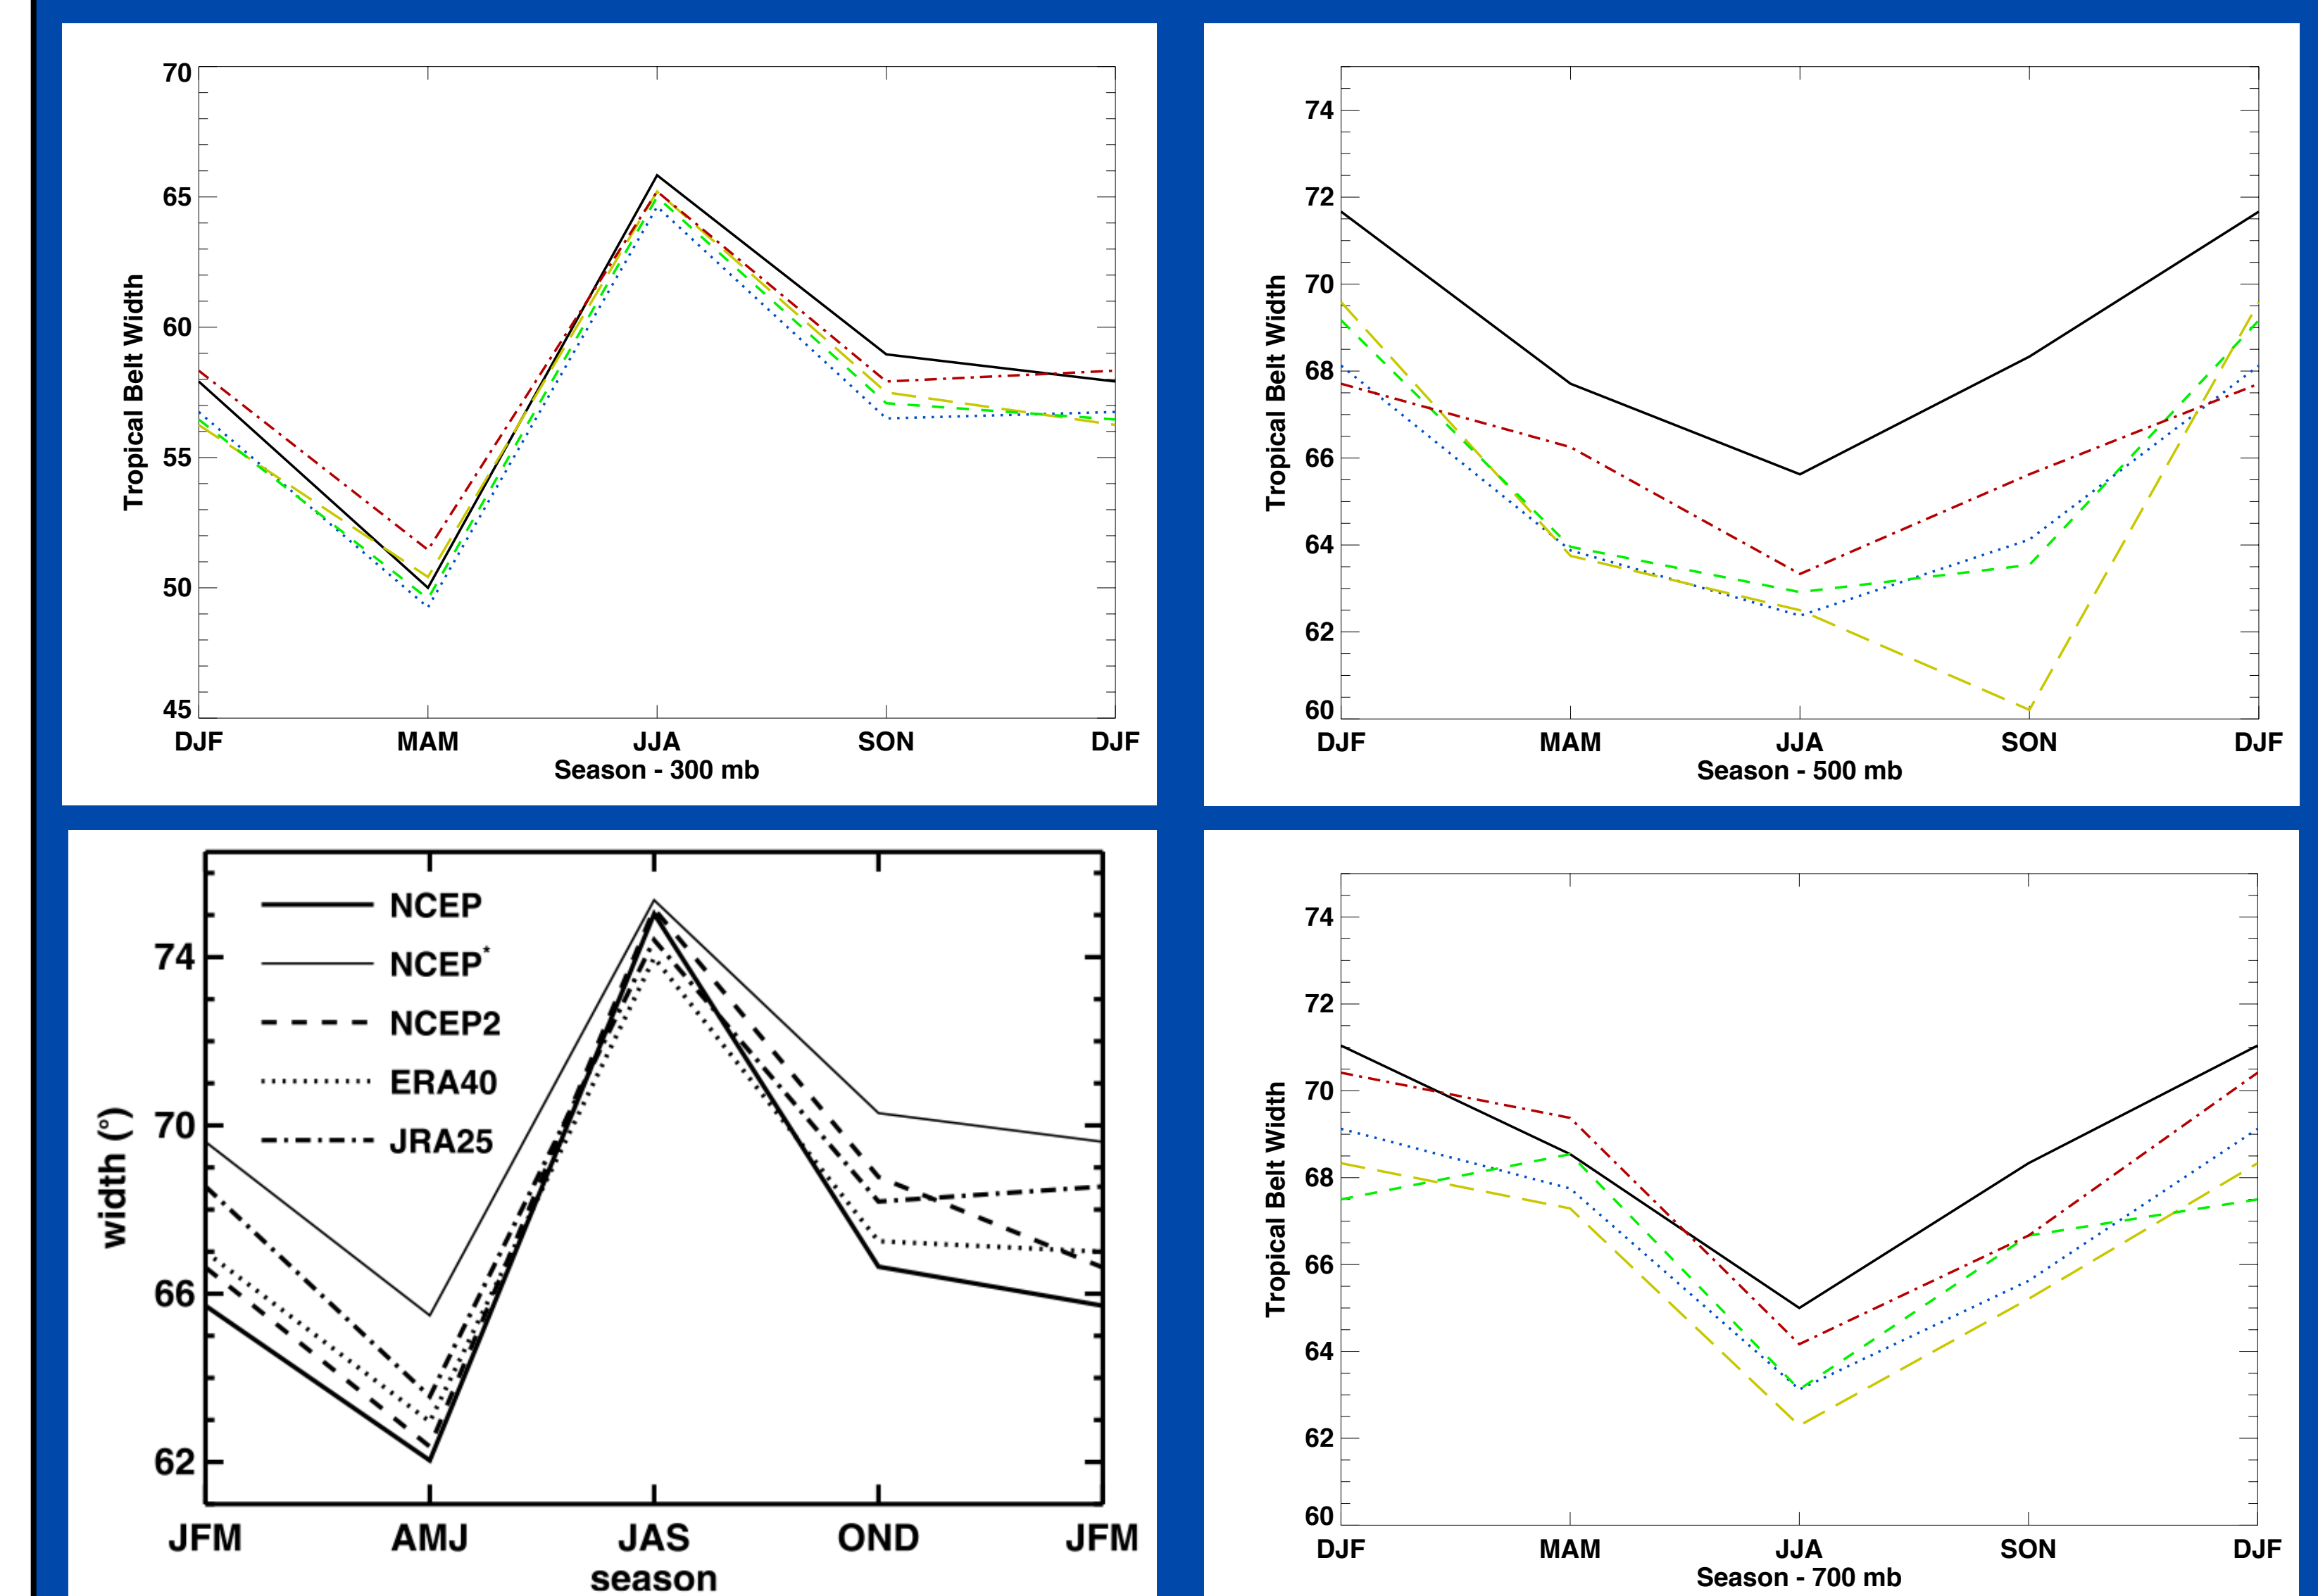 70
65
60
55
50
45
Tropical Belt Width
DJF MAM JJA SON DJF
Season - 300 mb
74
72
70
68
66
64
62
60
Tropical Belt Width
DJF MAM JJA SON DJF
Season - 500 mb
NCEP
NCEP*
NCEP2
ERA40
JRA25
74
70
66
62
width (°)
JFM AMJ JAS OND JFM
season
74
72
70
68
66
64
62
60
Tropical Belt Width
DJF MAM JJA SON DJF
Season - 700 mb